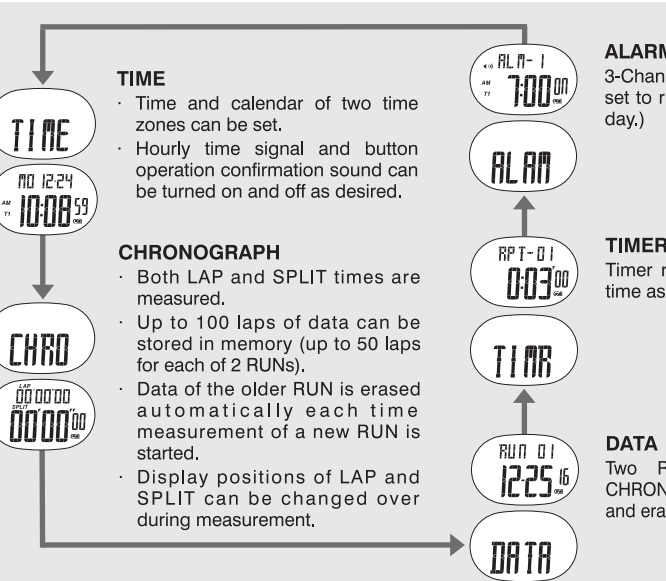 TIME
MO 12-24
AM
T1
10:08 59
CHRO
LAP
00'00'00
SPLIT
00'00"00
TIME
· Time and calendar of two time
zones can be set.
· Hourly time signal and button
operation confirmation sound can
be turned on and off as desired.
CHRONOGRAPH
· Both LAP and SPLIT times are
measured.
· Up to 100 laps of data can be
stored in memory (up to 50 laps
for each of 2 RUNs).
· Data of the older RUN is erased
automatically each time
measurement of a new RUN is
started.
· Display positions of LAP and
SPLIT can be changed over
during measurement.
ALM-1
AM
T1
7:00 ON
ALAM
RPT-01
0:03'00
TIMR
RUN 01
12-25 16
DATA
ALARM
3-Chan
set to r
day.)
TIMER
Timer r
time as
DATA
Two R
CHRON
and era